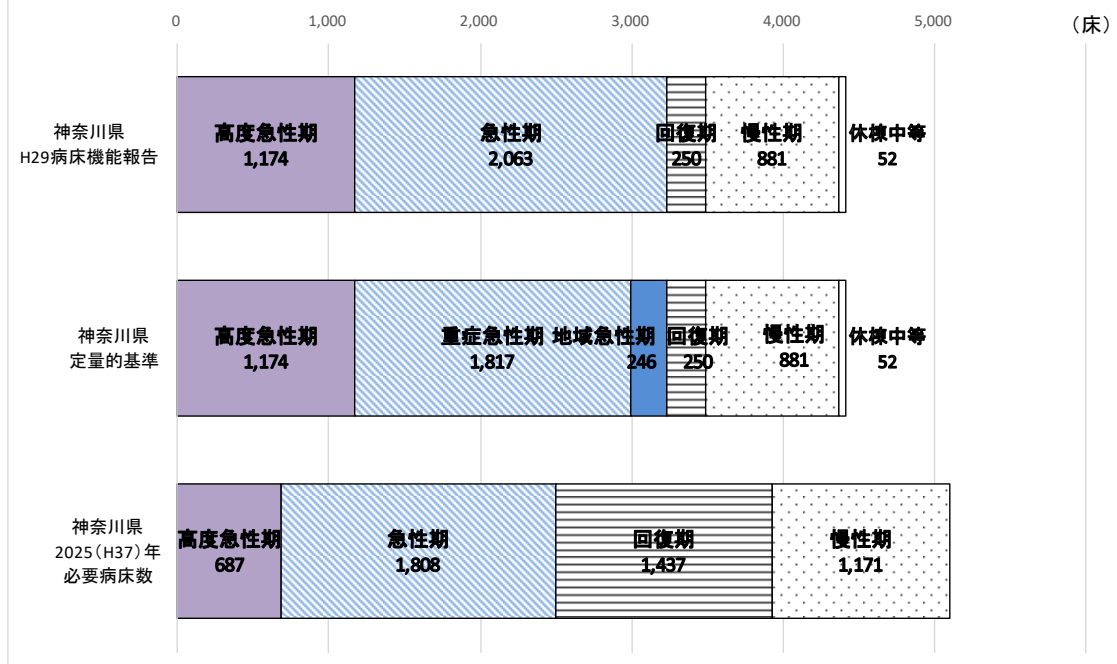 0 1,000 2,000 3,000 4,000 5,000
（床）
神奈川県
H29病床機能報告
高度急性期
1,174
急性期
2,063
回復期
250
慢性期
881
休棟中等
52
神奈川県
定量的基準
高度急性期
1,174
重症急性期
1,817
地域急性期
246
回復期
250
慢性期
881
休棟中等
52
神奈川県
2025（H37）年
必要病床数
高度急性期
687
急性期
1,808
回復期
1,437
慢性期
1,171